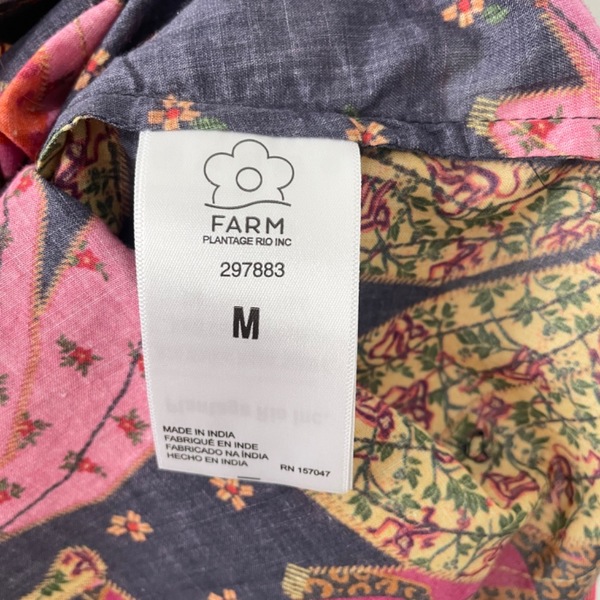 FARM
PLANTAGE RIO INC
297883
M
MADE IN INDIA
FABRIQUÉ EN INDE
FABRICADO NA ÍNDIA
HECHO EN INDIA
RN 157047